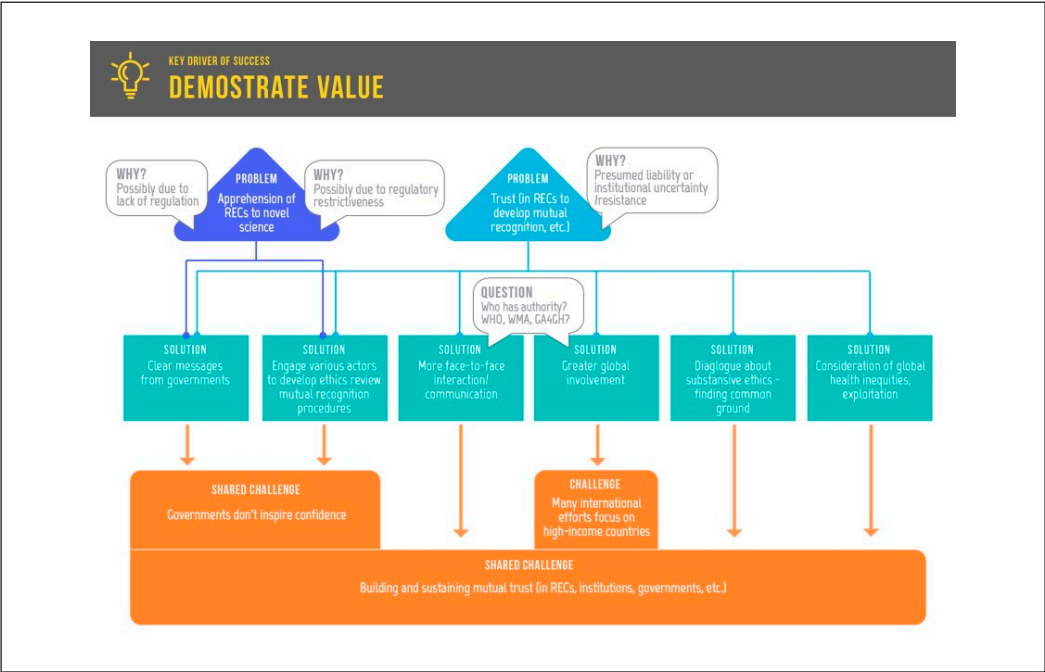 KEY DRIVER OF SUCCESS
DEMOSTRATE VALUE
WHY?
Possibly due to
lack of regulation
PROBLEM
Apprehension of
RECs to novel
science
WHY?
Possibly due to regulatory
restrictiveness
PROBLEM
Trust (in RECs to
develop mutual
recognition, etc.)
WHY?
Presumed liability or
institutional uncertainty
/resistance
QUESTION
Who has authority?
WHO, WMA, GA4GH?
SOLUTION
Clear messages
from governments
SOLUTION
Engage various actors
to develop ethics review
mutual recognition
procedures
SOLUTION
More face-to-face
interaction/
communication
SOLUTION
Greater global
involvement
SOLUTION
Diaglogue about
substansive ethics -
finding common
ground
SOLUTION
Consideration of global
health inequities,
exploitation
SHARED CHALLENGE
Governments don't inspire confidence
CHALLENGE
Many international
efforts focus on
high-income countries
SHARED CHALLENGE
Building and sustaining mutual trust (in RECs, institutions, governments, etc.)